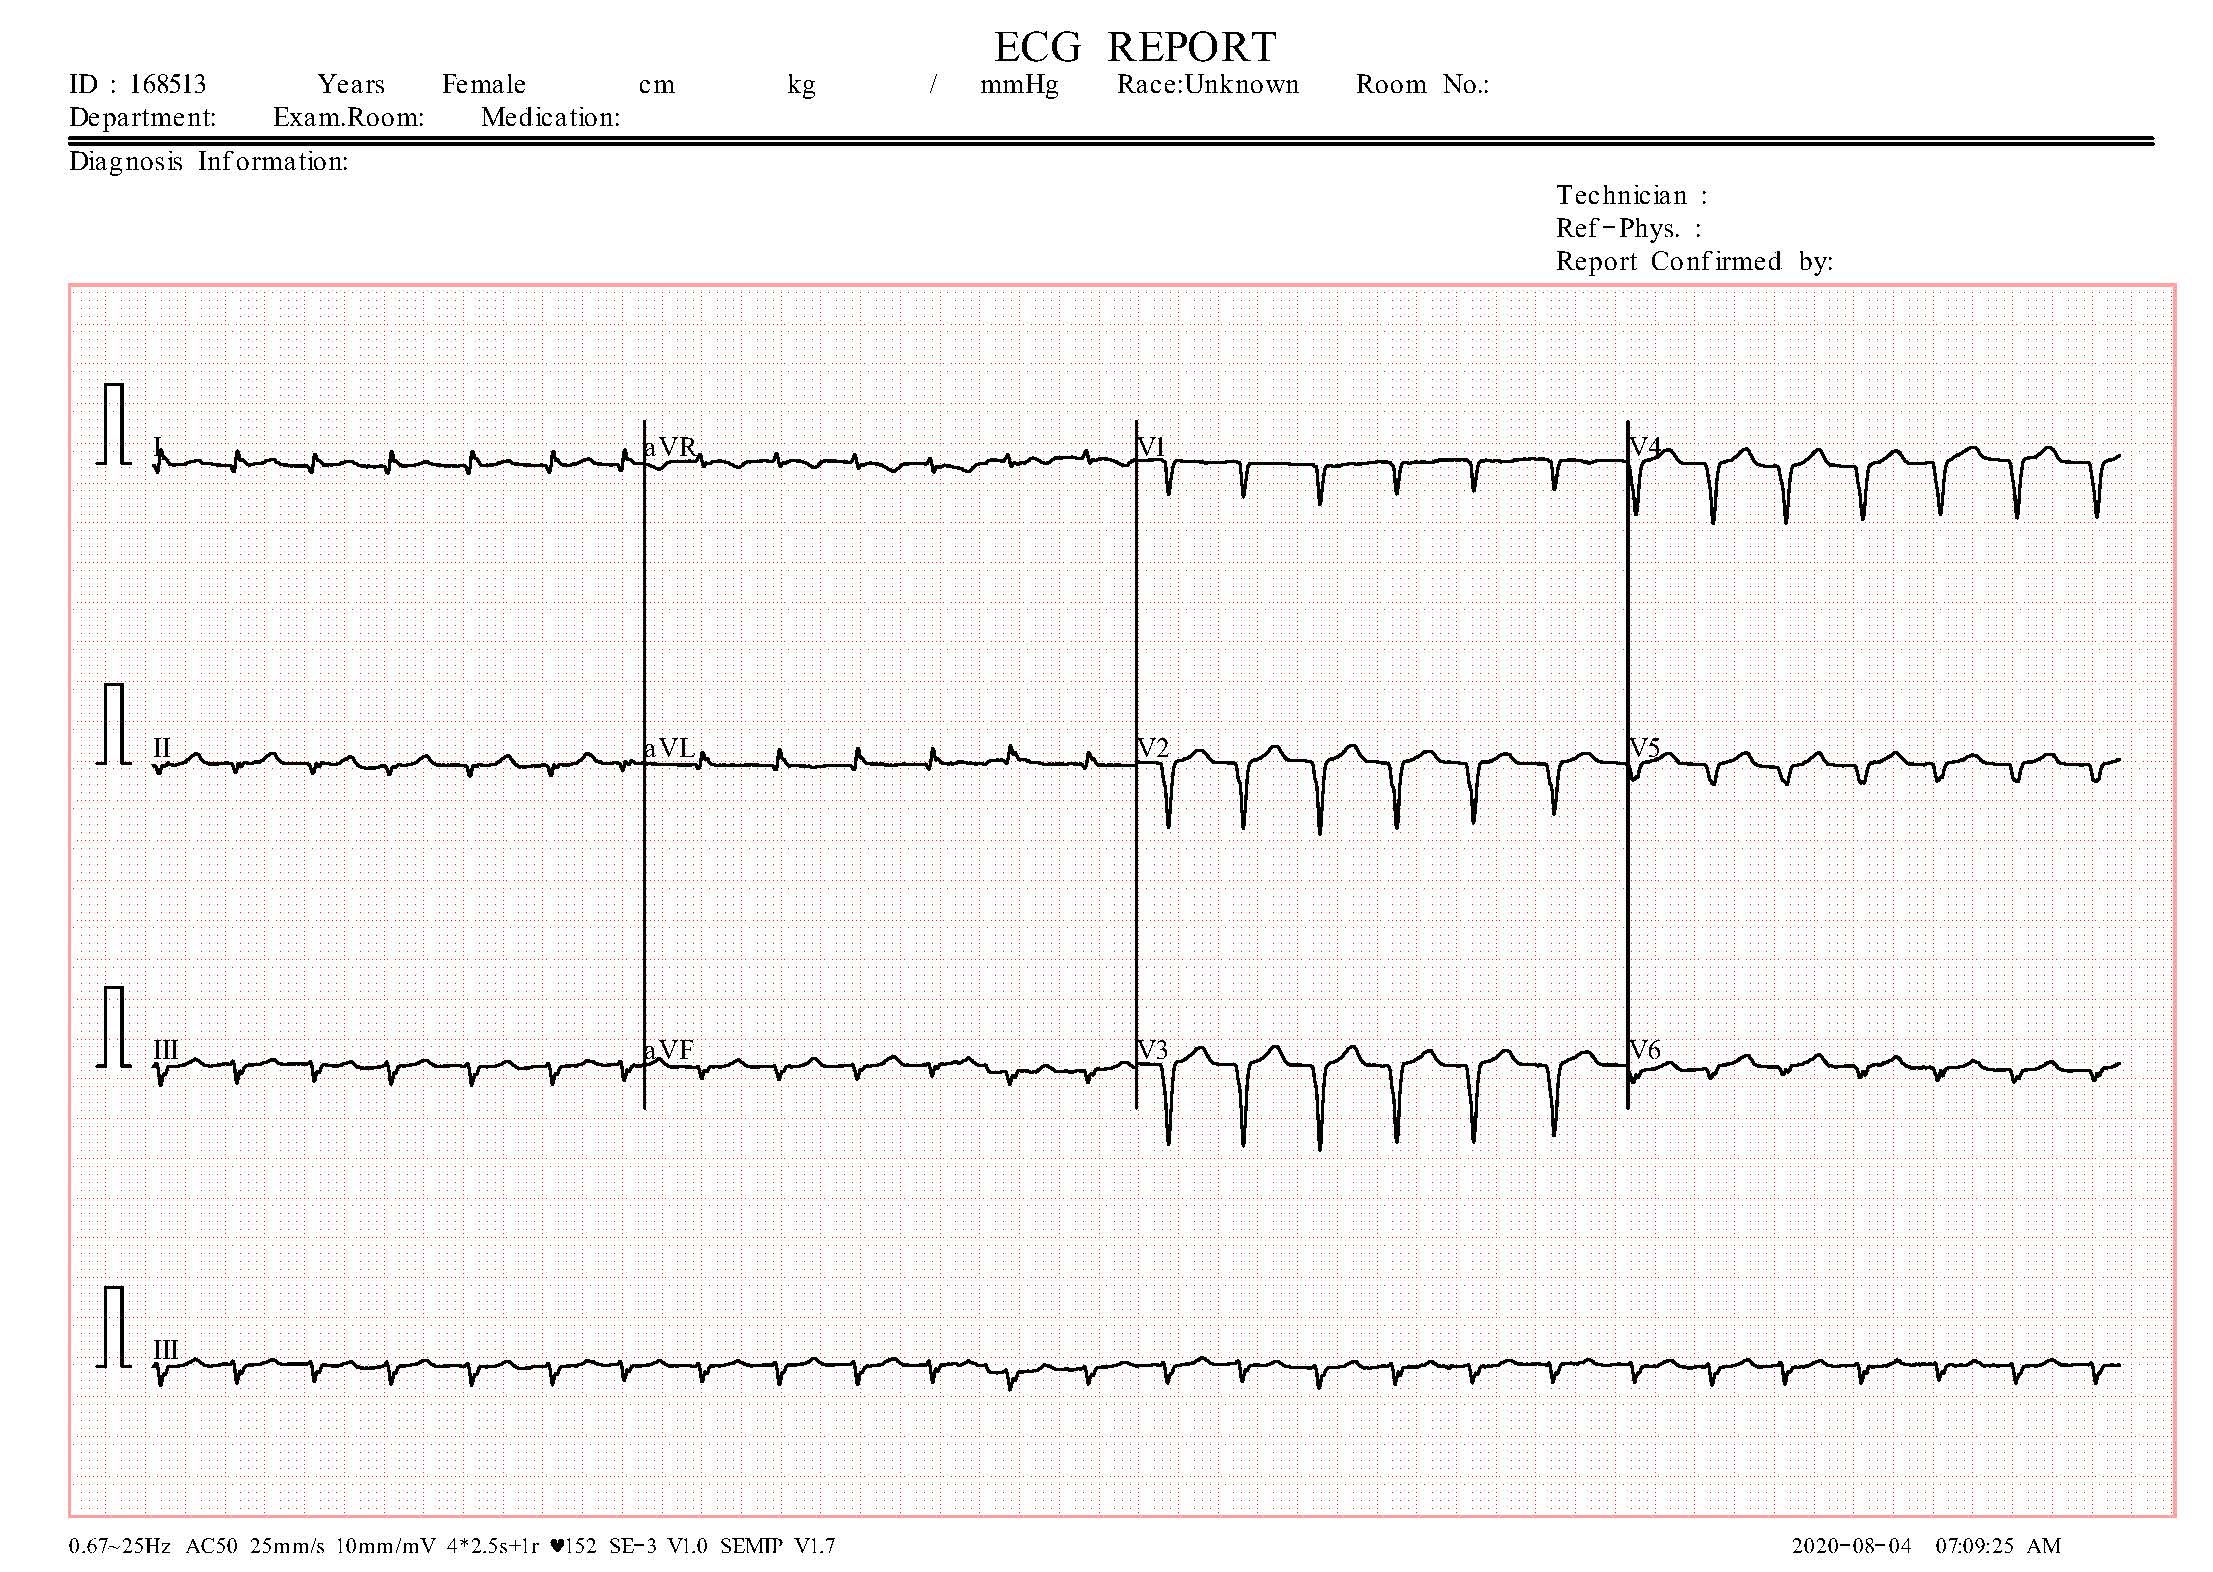 ECG REPORT
ID : 168513 Years Female cm kg / mmHg Race:Unknown Room No.:
Department: Exam.Room: Medication:
Diagnosis Information:
Technician :
Ref-Phys. :
Report Confirmed by:
I aVR V1 V4
II aVL V2 V5
III aVF V3 V6
III
0.67~25Hz AC50 25mm/s 10mm/mV 4*2.5s+1r ♥152 SE-3 V1.0 SEMIP V1.7 2020-08-04 07:09:25 AM